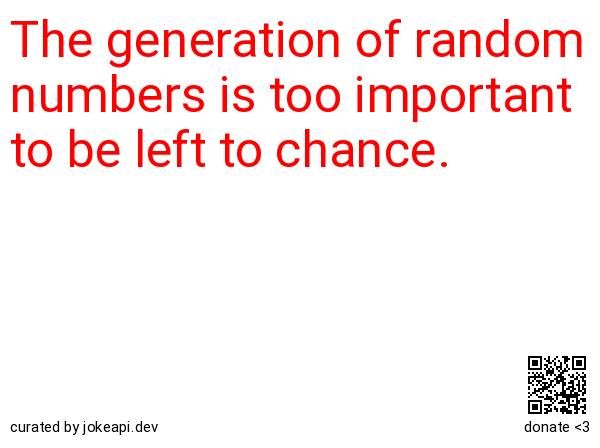 The generation of random
numbers is too important
to be left to chance.
curated by jokeapi.dev
donate <3